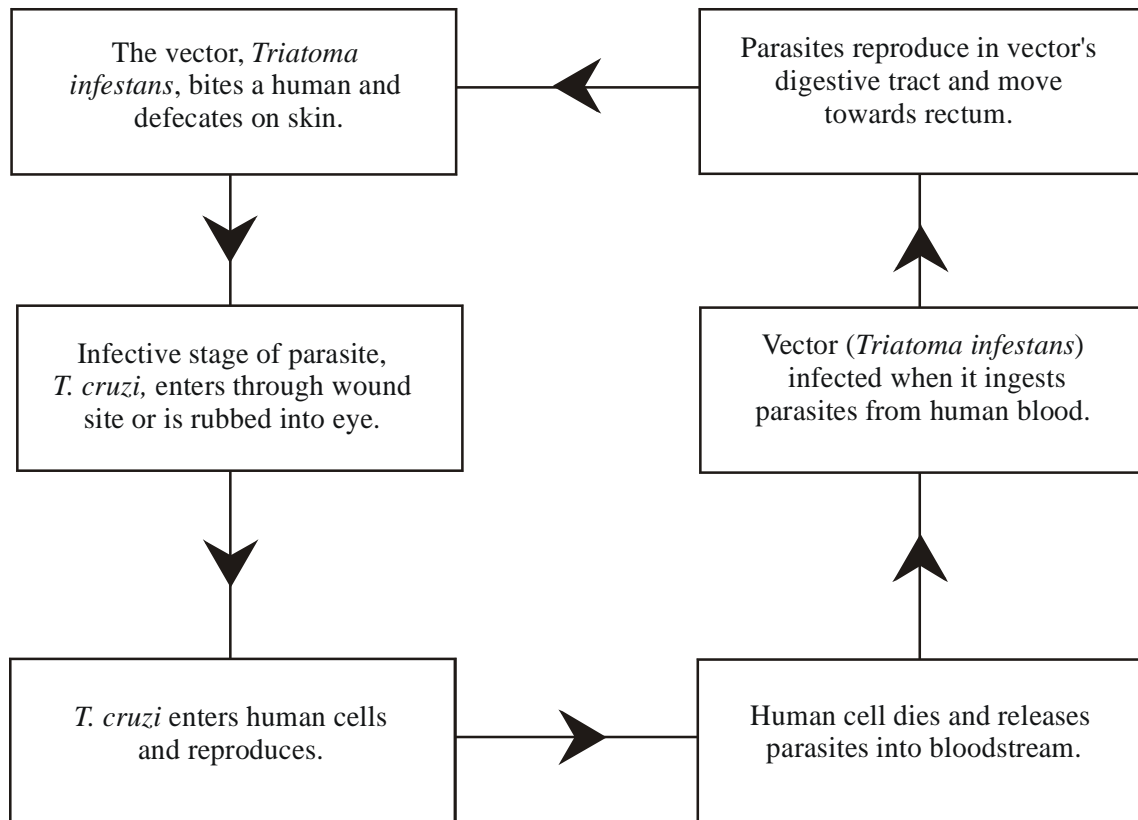 The vector, Triatoma
infestans, bites a human and
defecates on skin.
Parasites reproduce in vector's
digestive tract and move
towards rectum.
Infective stage of parasite,
T. cruzi, enters through wound
site or is rubbed into eye.
Vector (Triatoma infestans)
infected when it ingests
parasites from human blood.
T. cruzi enters human cells
and reproduces.
Human cell dies and releases
parasites into bloodstream.